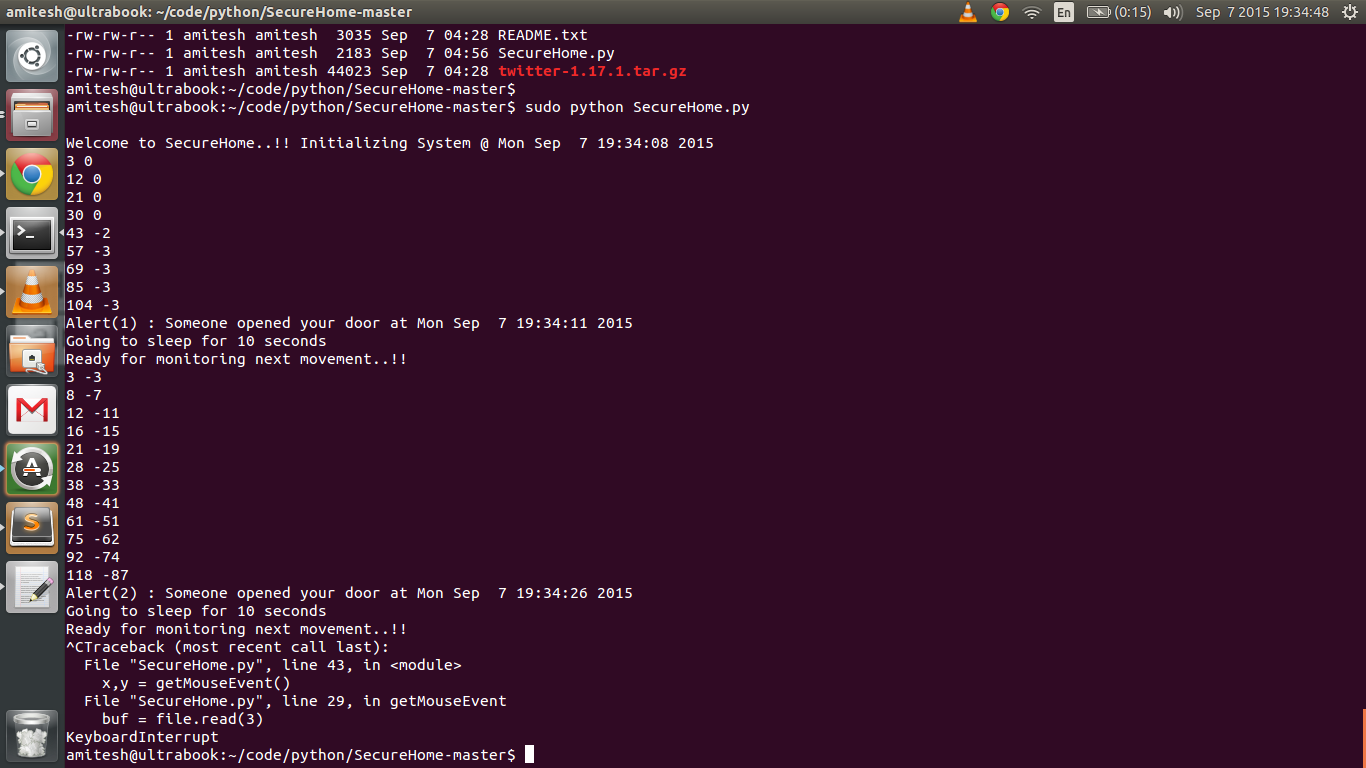 amitesh@ultrabook: ~/code/python/SecureHome-master En (0:15) Sep 7 2015 19:34:48
-rw-rw-r-- 1 amitesh amitesh  3035 Sep  7 04:28 README.txt
-rw-rw-r-- 1 amitesh amitesh  2183 Sep  7 04:56 SecureHome.py
-rw-rw-r-- 1 amitesh amitesh 44023 Sep  7 04:28 twitter-1.17.1.tar.gz
amitesh@ultrabook:~/code/python/SecureHome-master$
amitesh@ultrabook:~/code/python/SecureHome-master$ sudo python SecureHome.py
Welcome to SecureHome..!! Initializing System @ Mon Sep  7 19:34:08 2015
3 0
12 0
21 0
30 0
43 -2
57 -3
69 -3
85 -3
104 -3
Alert(1) : Someone opened your door at Mon Sep  7 19:34:11 2015
Going to sleep for 10 seconds
Ready for monitoring next movement..!!
3 -3
8 -7
12 -11
16 -15
21 -19
28 -25
38 -33
48 -41
61 -51
75 -62
92 -74
118 -87
Alert(2) : Someone opened your door at Mon Sep  7 19:34:26 2015
Going to sleep for 10 seconds
Ready for monitoring next movement..!!
^CTraceback (most recent call last):
  File "SecureHome.py", line 43, in <module>
    x,y = getMouseEvent()
  File "SecureHome.py", line 29, in getMouseEvent
    buf = file.read(3)
KeyboardInterrupt
amitesh@ultrabook:~/code/python/SecureHome-master$